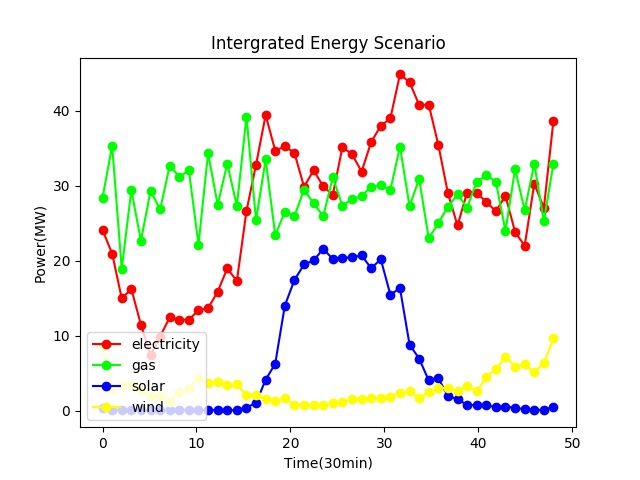 Intergrated Energy Scenario
Power(MW)
40
30
20
10
0
electricity
gas
solar
wind
0 10 20 30 40 50
Time(30min)